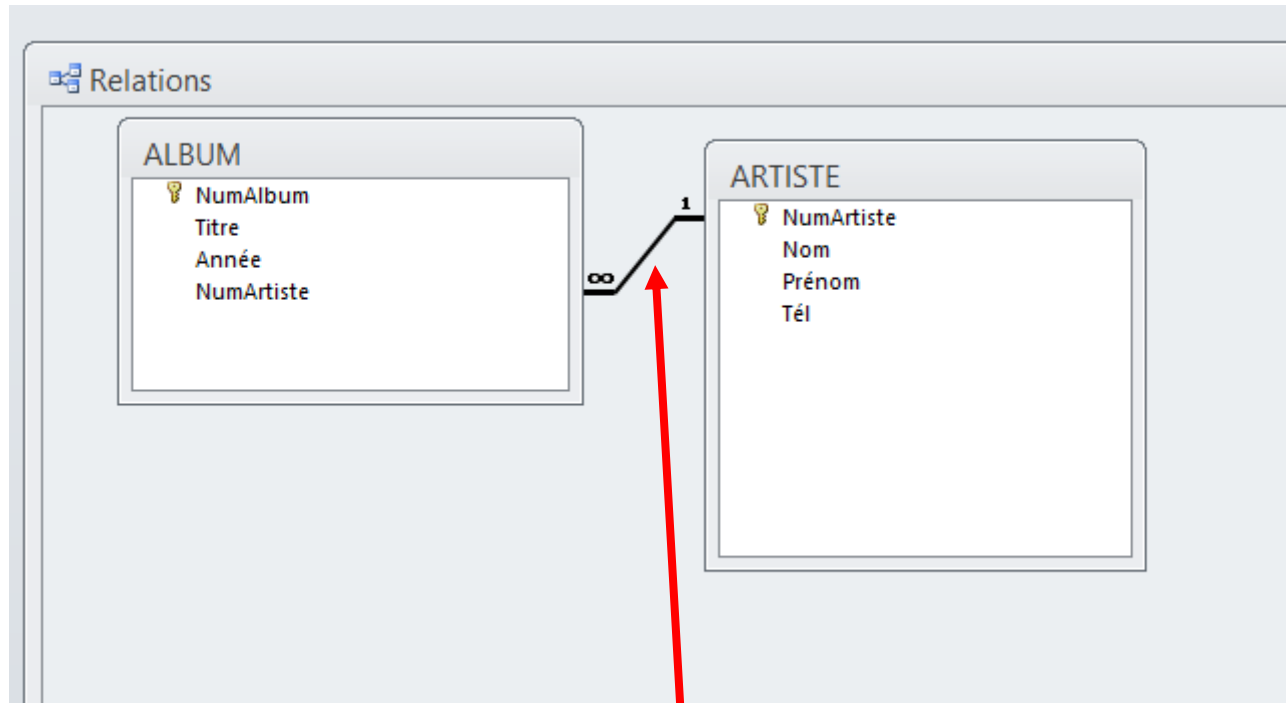 Relations
ALBUM
NumAlbum
Titre
Année
NumArtiste
∞
1
ARTISTE
NumArtiste
Nom
Prénom
Tél